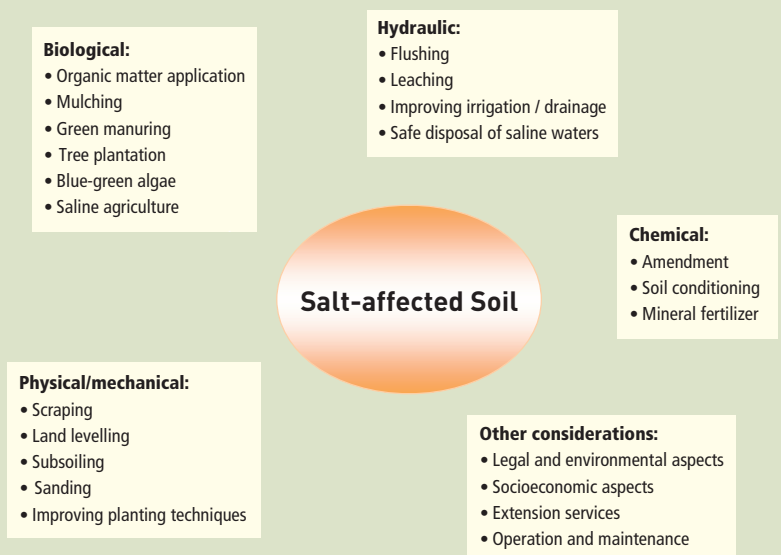 Biological:
• Organic matter application
• Mulching
• Green manuring
• Tree plantation
• Blue-green algae
• Saline agriculture
Hydraulic:
• Flushing
• Leaching
• Improving irrigation / drainage
• Safe disposal of saline waters
Salt-affected Soil
Chemical:
• Amendment
• Soil conditioning
• Mineral fertilizer
Physical/mechanical:
• Scraping
• Land levelling
• Subsoiling
• Sanding
• Improving planting techniques
Other considerations:
• Legal and environmental aspects
• Socioeconomic aspects
• Extension services
• Operation and maintenance